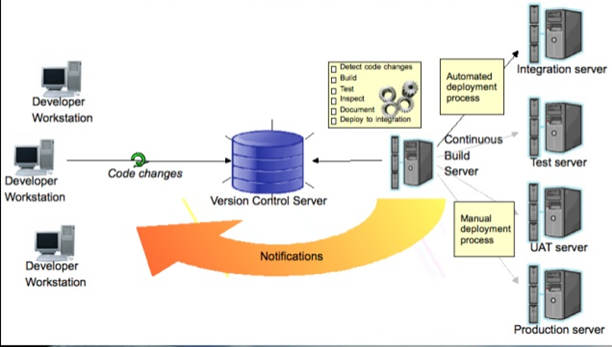 Developer
Workstation
Developer
Workstation
Developer
Workstation
Code changes
Version Control Server
Detect code changes
Build
Test
Inspect
Document
Deploy to integration
Continuous
Build
Server
Automated
deployment
process
Manual
deployment
process
Integration server
Test server
UAT server
Production server
Notifications